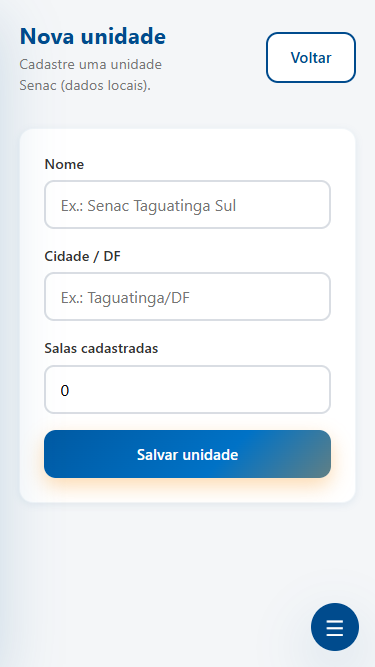 Nova unidade
Cadastre uma unidade
Senac (dados locais).
Voltar
Nome
Ex.: Senac Taguatinga Sul
Cidade / DF
Ex.: Taguatinga/DF
Salas cadastradas
0
Salvar unidade